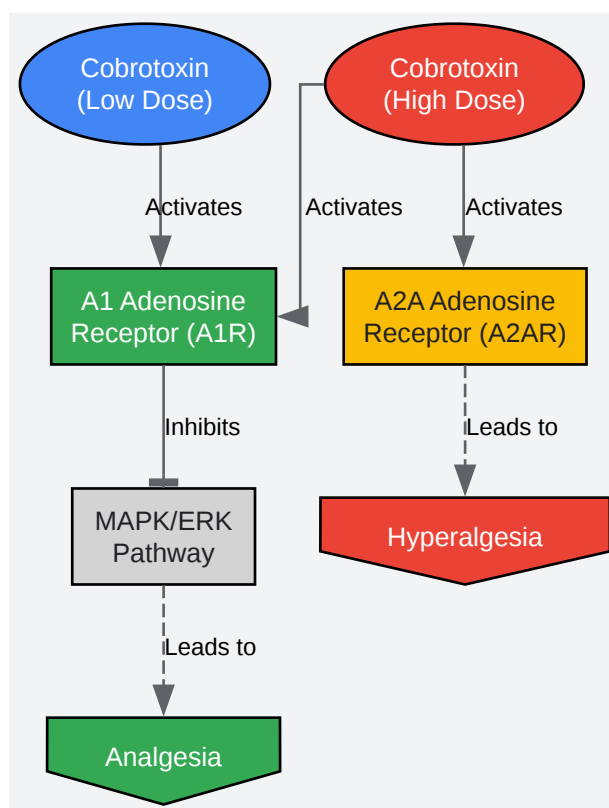 Cobrotoxin
(Low Dose)
Cobrotoxin
(High Dose)
Activates
Activates
Activates
A1 Adenosine
Receptor (A1R)
A2A Adenosine
Receptor (A2AR)
Inhibits
Leads to
MAPK/ERK
Pathway
Hyperalgesia
Leads to
Analgesia